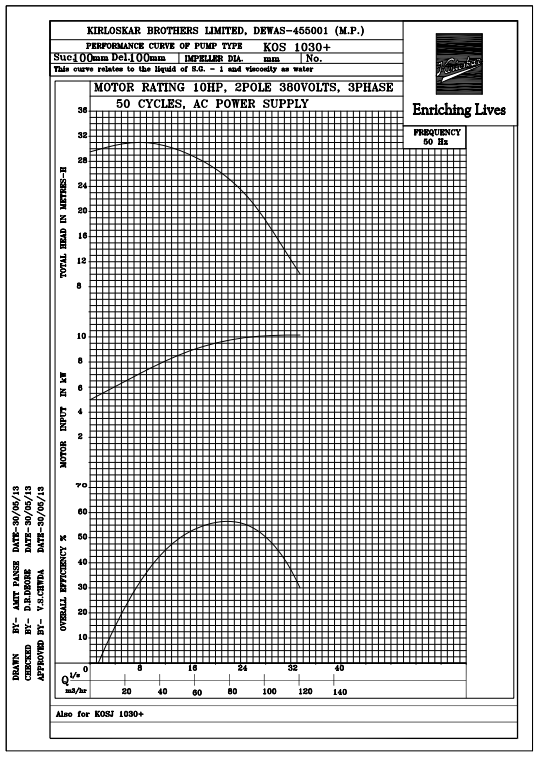 KIRLOSKAR BROTHERS LIMITED, DEWAS-455001 (M.P.)
PERFORMANCE CURVE OF PUMP TYPE KOS 1030+
Suc.100mm Del.100mm IMPELLER DIA. mm No.
This curve relates to the liquid of S.G. - 1 and viscosity as water
Kirloskar
Enriching Lives
FREQUENCY
50 Hz
MOTOR RATING 10HP, 2POLE 380VOLTS, 3PHASE
50 CYCLES, AC POWER SUPPLY
TOTAL HEAD IN METRES-H
36
32
28
24
20
16
12
8
MOTOR INPUT IN kW
10
8
6
4
2
OVERALL EFFICIENCY %
70
60
50
40
30
20
10
0 8 16 24 32 40
Q l/s
m3/hr 20 40 60 80 100 120 140
Also for KOSJ 1030+
DRAWN BY- AMIT PANSE DATE-30/05/13
CHECKED BY- D.R.DEORE DATE-30/05/13
APPROVED BY- V.S.CHWDA DATE-30/05/13